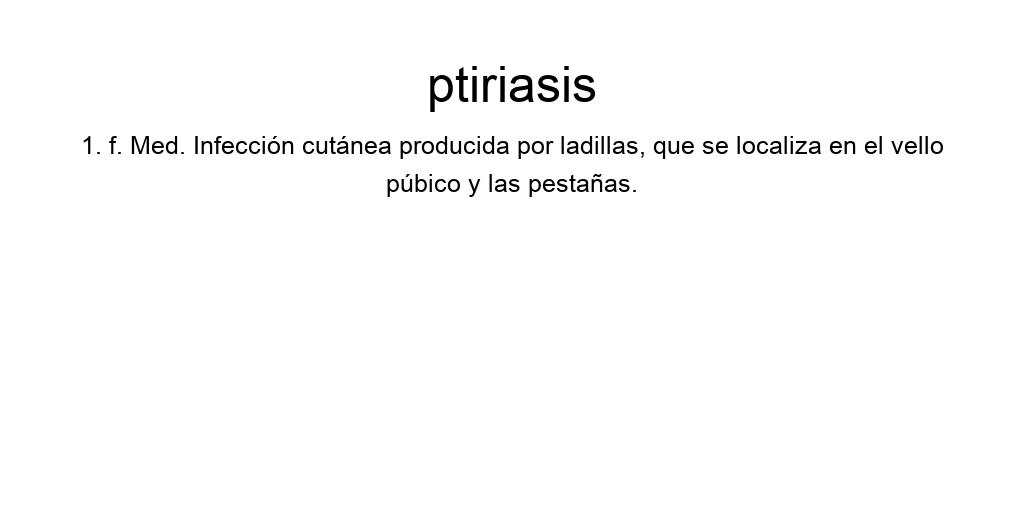 ptiriasis
1. f. Med. Infección cutánea producida por ladillas, que se localiza en el vello
púbico y las pestañas.